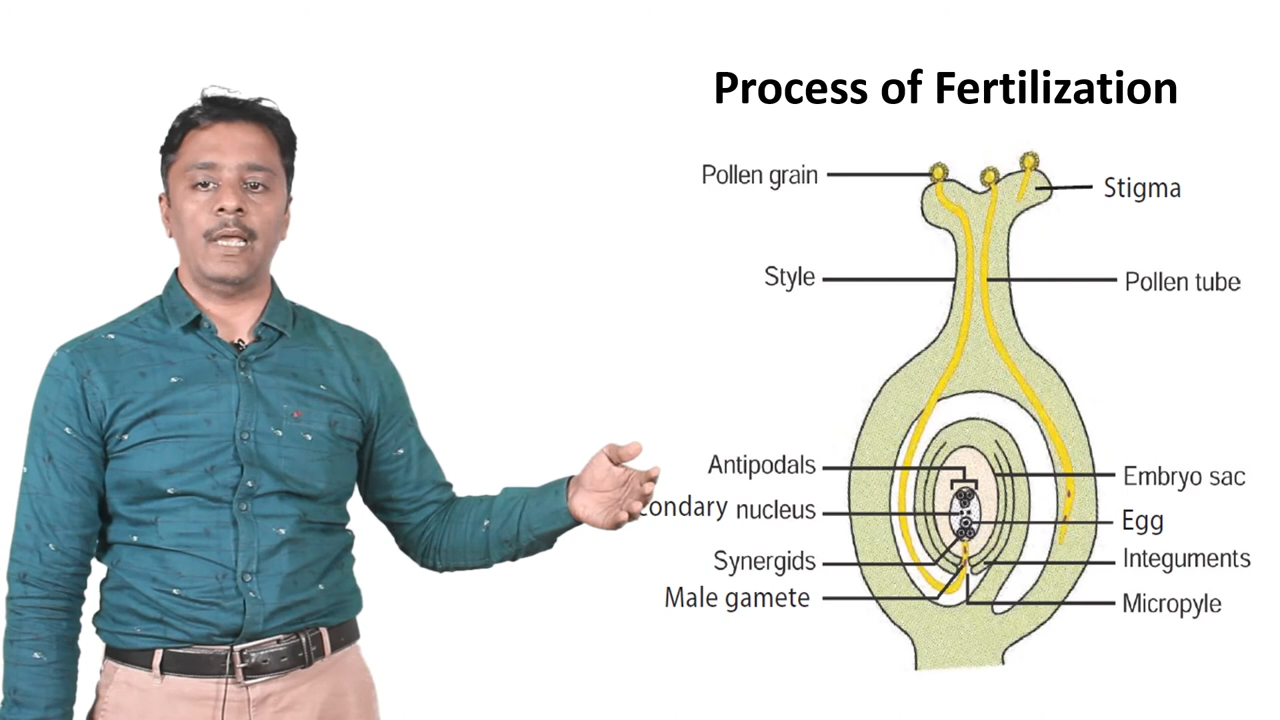 Process of Fertilization
Pollen grain
Stigma
Style
Pollen tube
Antipodals
Embryo sac
nucleus
Egg
Synergids
Integuments
Male gamete
Micropyle